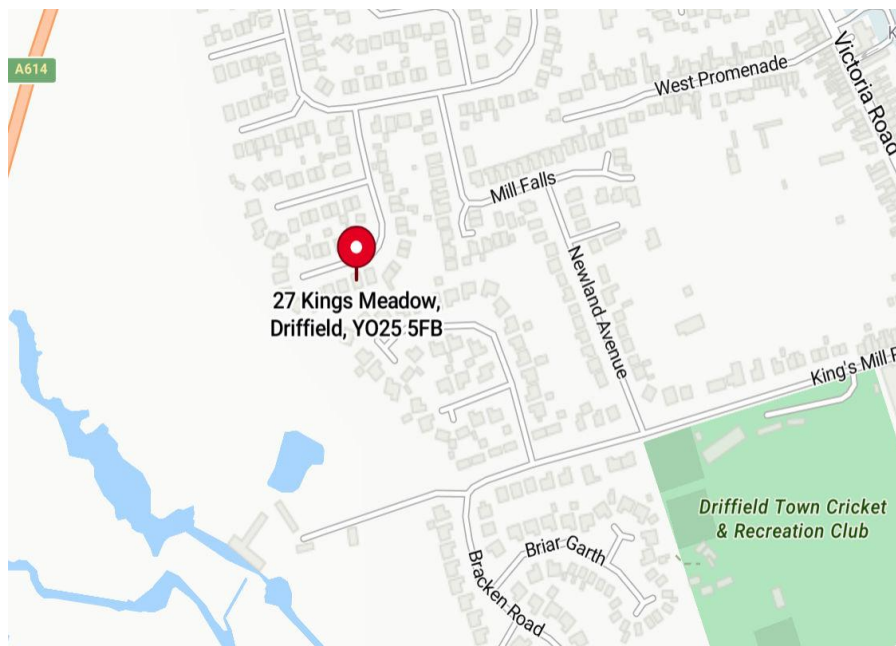 A614
Victoria Road
West Promenade
Mill Falls
Newland Avenue
27 Kings Meadow,
Driffield, YO25 5FB
King's Mill
Driffield Town Cricket
& Recreation Club
Briar Garth
Bracken Road